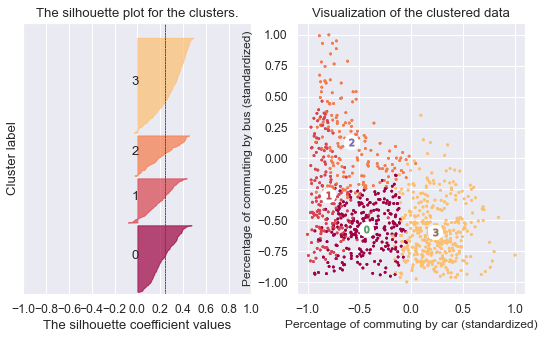 The silhouette plot for the clusters.
Cluster label
3
2
1
0
−1.0−0.8−0.6−0.4−0.2 0.0 0.2 0.4 0.6 0.8 1.0
The silhouette coefficient values
Visualization of the clustered data
Percentage of commuting by bus (standardized)
1.00
0.75
0.50
0.25
0.00
−0.25
−0.50
−0.75
−1.00
2
1
0
3
−1.0 −0.5 0.0 0.5 1.0
Percentage of commuting by car (standardized)